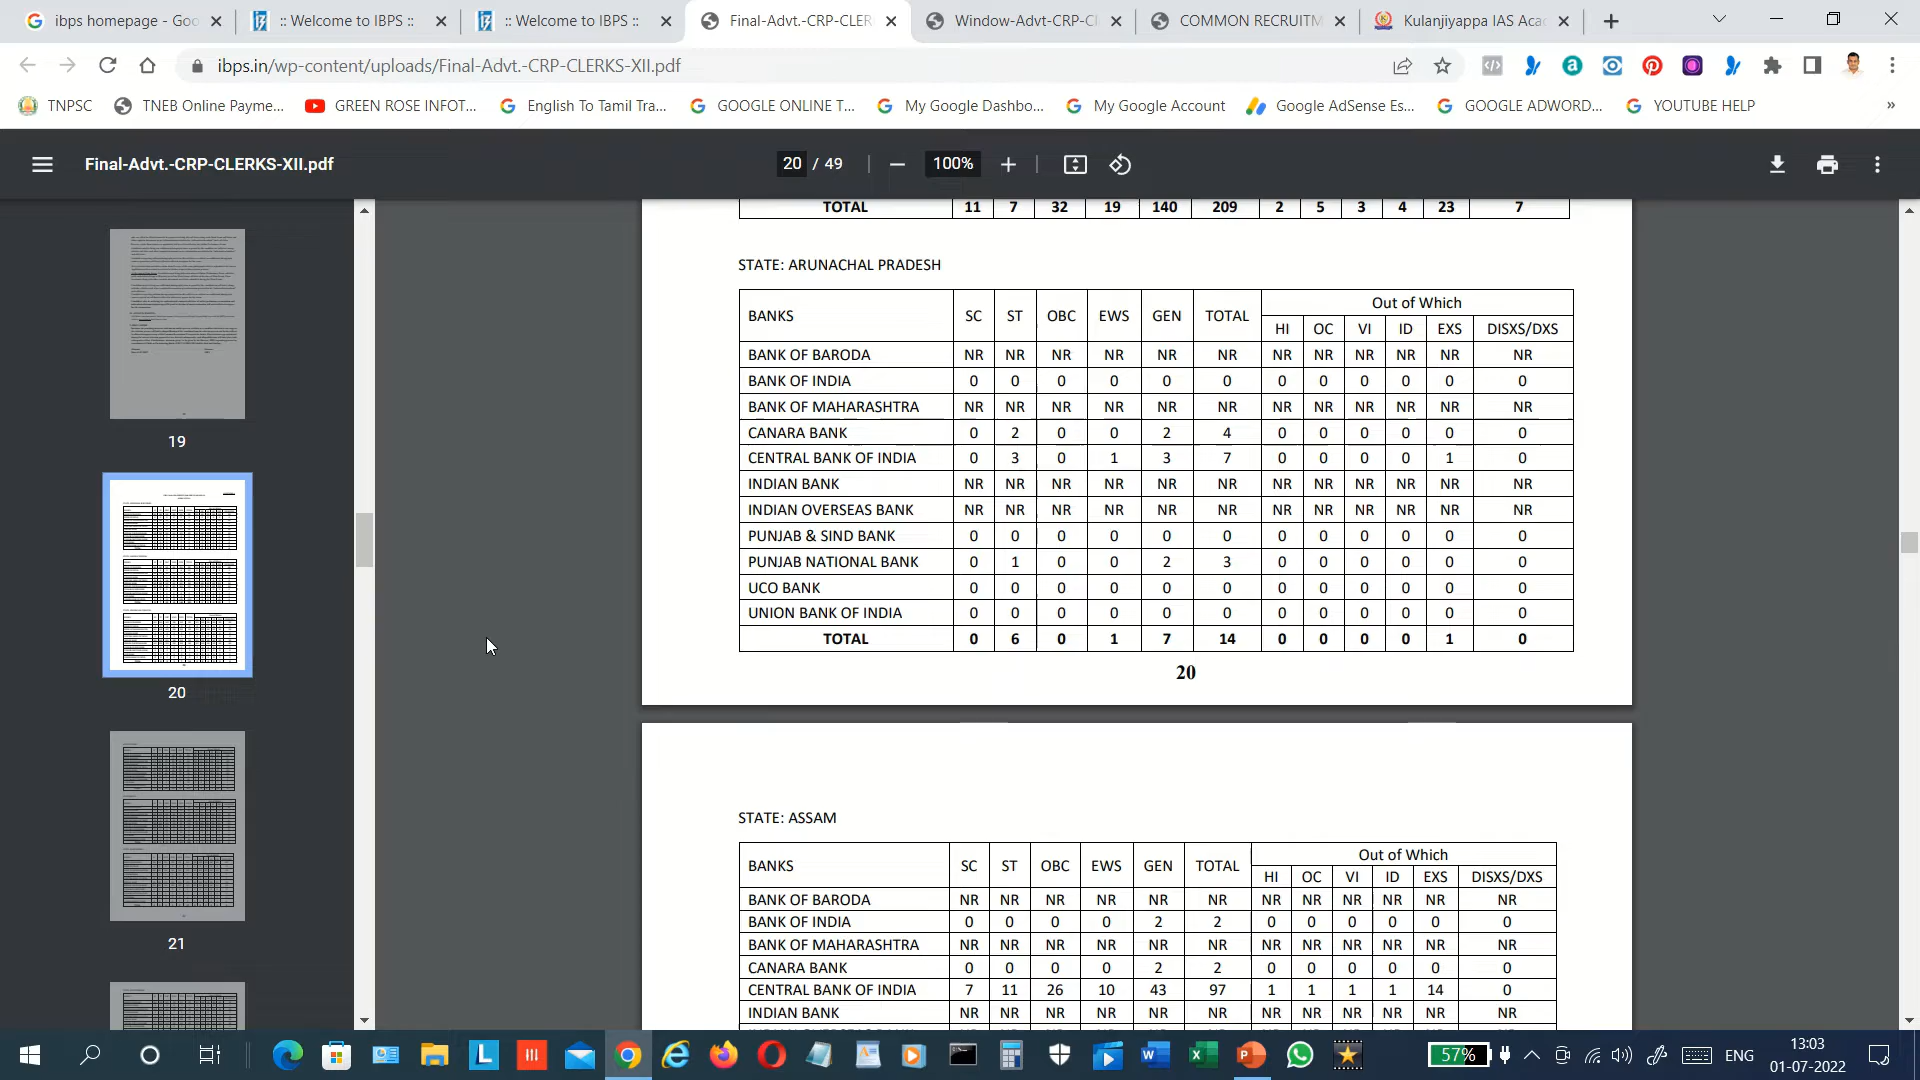 ibps homepage - Goo
:: Welcome to IBPS ::
:: Welcome to IBPS ::
Final-Advt.-CRP-CLER
Window-Advt-CRP-Cl
COMMON RECRUITM
Kulanjiyappa IAS Aca
ibps.in/wp-content/uploads/Final-Advt.-CRP-CLERKS-XII.pdf
TNPSC
TNEB Online Payme...
GREEN ROSE INFOT...
English To Tamil Tra...
GOOGLE ONLINE T...
My Google Dashbo...
My Google Account
Google AdSense Es...
GOOGLE ADWORD...
YOUTUBE HELP
»
Final-Advt.-CRP-CLERKS-XII.pdf
20 / 49
100%
19
20
21
TOTAL 11 7 32 19 140 209 2 5 3 4 23 7
STATE: ARUNACHAL PRADESH
BANKS SC ST OBC EWS GEN TOTAL Out of Which
HI OC VI ID EXS DISXS/DXS
BANK OF BARODA NR NR NR NR NR NR NR NR NR NR NR NR
BANK OF INDIA 0 0 0 0 0 0 0 0 0 0 0 0
BANK OF MAHARASHTRA NR NR NR NR NR NR NR NR NR NR NR NR
CANARA BANK 0 2 0 0 2 4 0 0 0 0 0 0
CENTRAL BANK OF INDIA 0 3 0 1 3 7 0 0 0 0 1 0
INDIAN BANK NR NR NR NR NR NR NR NR NR NR NR NR
INDIAN OVERSEAS BANK NR NR NR NR NR NR NR NR NR NR NR NR
PUNJAB & SIND BANK 0 0 0 0 0 0 0 0 0 0 0 0
PUNJAB NATIONAL BANK 0 1 0 0 2 3 0 0 0 0 0 0
UCO BANK 0 0 0 0 0 0 0 0 0 0 0 0
UNION BANK OF INDIA 0 0 0 0 0 0 0 0 0 0 0 0
TOTAL 0 6 0 1 7 14 0 0 0 0 1 0
20
STATE: ASSAM
BANKS SC ST OBC EWS GEN TOTAL Out of Which
HI OC VI ID EXS DISXS/DXS
BANK OF BARODA NR NR NR NR NR NR NR NR NR NR NR NR
BANK OF INDIA 0 0 0 0 2 2 0 0 0 0 0 0
BANK OF MAHARASHTRA NR NR NR NR NR NR NR NR NR NR NR NR
CANARA BANK 0 0 0 0 2 2 0 0 0 0 0 0
CENTRAL BANK OF INDIA 7 11 26 10 43 97 1 1 1 1 14 0
INDIAN BANK NR NR NR NR NR NR NR NR NR NR NR NR
57%
ENG
13:03
01-07-2022